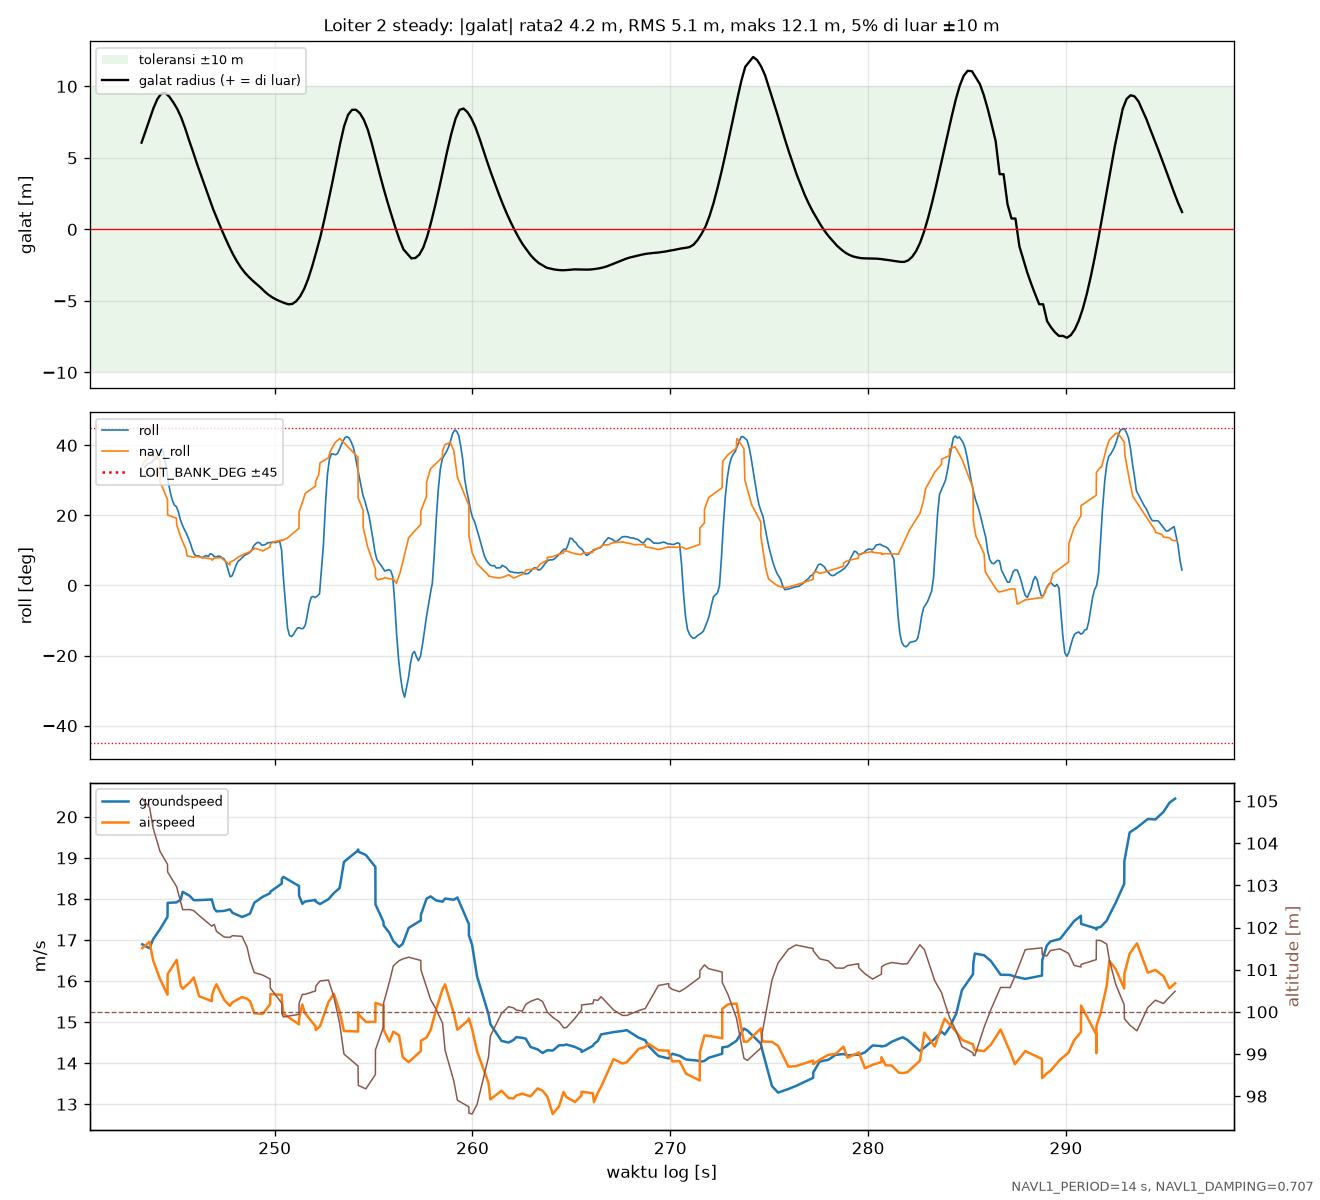 Loiter 2 steady: |galat| rata2 4.2 m, RMS 5.1 m, maks 12.1 m, 5% di luar ±10 m
toleransi ±10 m
galat radius (+ = di luar)
galat [m]
10
5
0
−5
−10
roll
nav_roll
LOIT_BANK_DEG ±45
roll [deg]
40
20
0
−20
−40
groundspeed
airspeed
m/s
20
19
18
17
16
15
14
13
105
104
103
102
101
100
99
98
altitude [m]
250
260
270
280
290
waktu log [s]
NAVL1_PERIOD=14 s, NAVL1_DAMPING=0.707